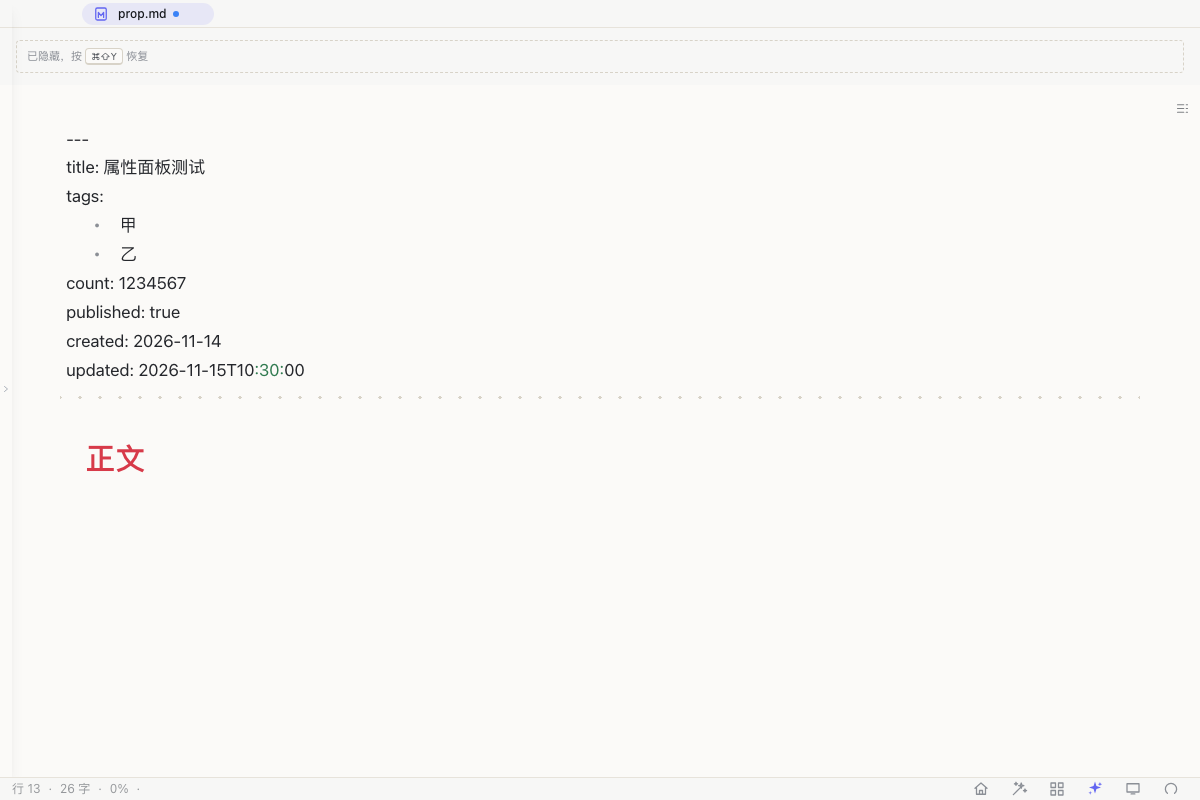 prop.md
已隐藏，按 ⌘⇧Y 恢复
---
title: 属性面板测试
tags:
• 甲
• 乙
count: 1234567
published: true
created: 2026-11-14
updated: 2026-11-15T10:30:00
正文
行 13 · 26 字 · 0% ·